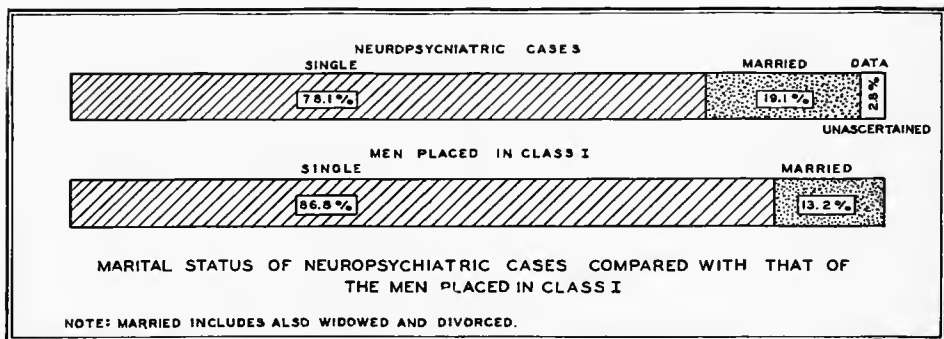 NEUROPSYCHIATRIC CASES
SINGLE MARRIED DATA
78.1% 19.1% 2.8%
UNASCERTAINED
MEN PLACED IN CLASS I
SINGLE MARRIED
86.8% 13.2%
MARITAL STATUS OF NEUROPSYCHIATRIC CASES COMPARED WITH THAT OF
THE MEN PLACED IN CLASS I
NOTE: MARRIED INCLUDES ALSO WIDOWED AND DIVORCED.